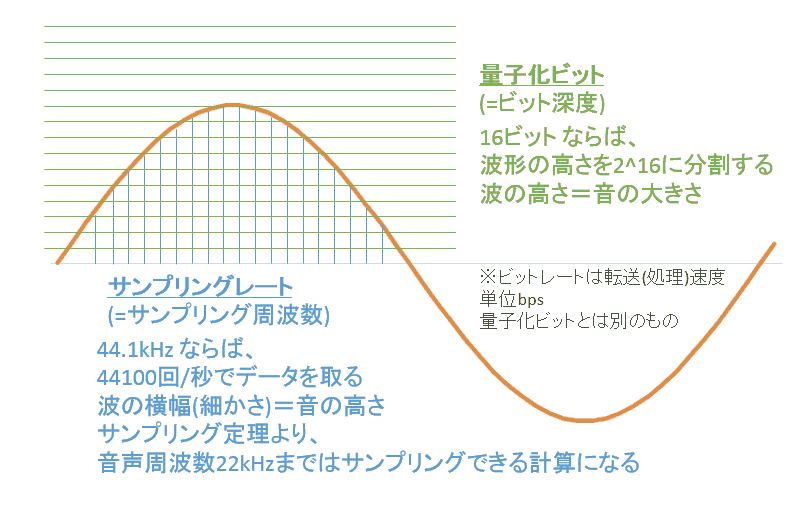 量子化ビット
(=ビット深度)
16ビット ならば、
波形の高さを2^16に分割する
波の高さ＝音の大きさ
※ビットレートは転送(処理)速度
単位bps
量子化ビットとは別のもの
サンプリングレート
(=サンプリング周波数)
44.1kHz ならば、
44100回/秒でデータを取る
波の横幅(細かさ)＝音の高さ
サンプリング定理より、
音声周波数22kHzまではサンプリングできる計算になる